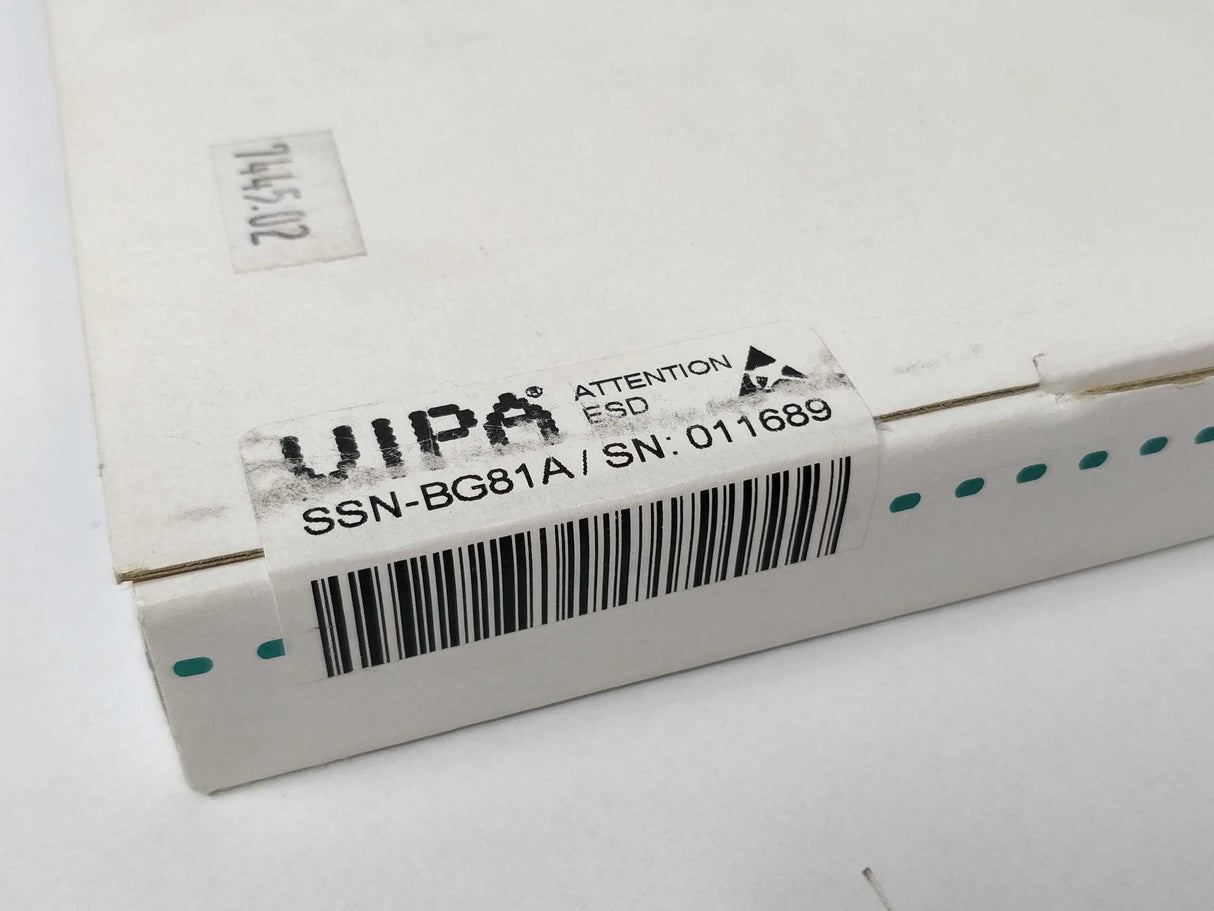 7445.02
VIPA® ATTENTION
ESD
SSN-BG81A / SN: 011689